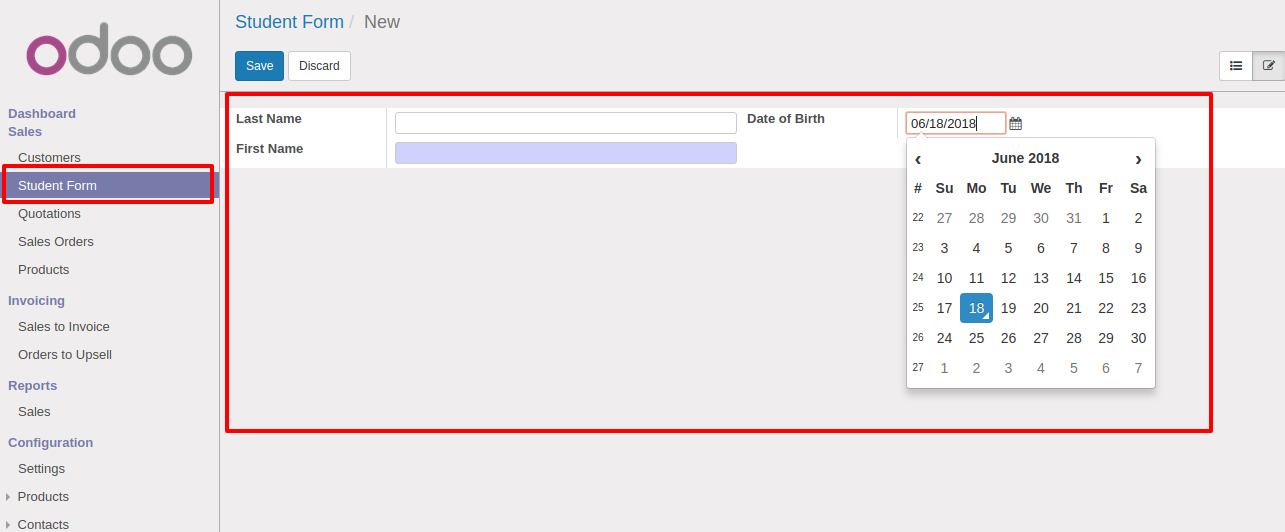 odoo
Dashboard
Sales
Customers
Student Form
Quotations
Sales Orders
Products
Invoicing
Sales to Invoice
Orders to Upsell
Reports
Sales
Configuration
Settings
Products
Contacts
Student Form / New
Save Discard
Last Name
First Name
Date of Birth
06/18/2018
‹ June 2018 ›
# Su Mo Tu We Th Fr Sa
22 27 28 29 30 31 1 2
23 3 4 5 6 7 8 9
24 10 11 12 13 14 15 16
25 17 18 19 20 21 22 23
26 24 25 26 27 28 29 30
27 1 2 3 4 5 6 7